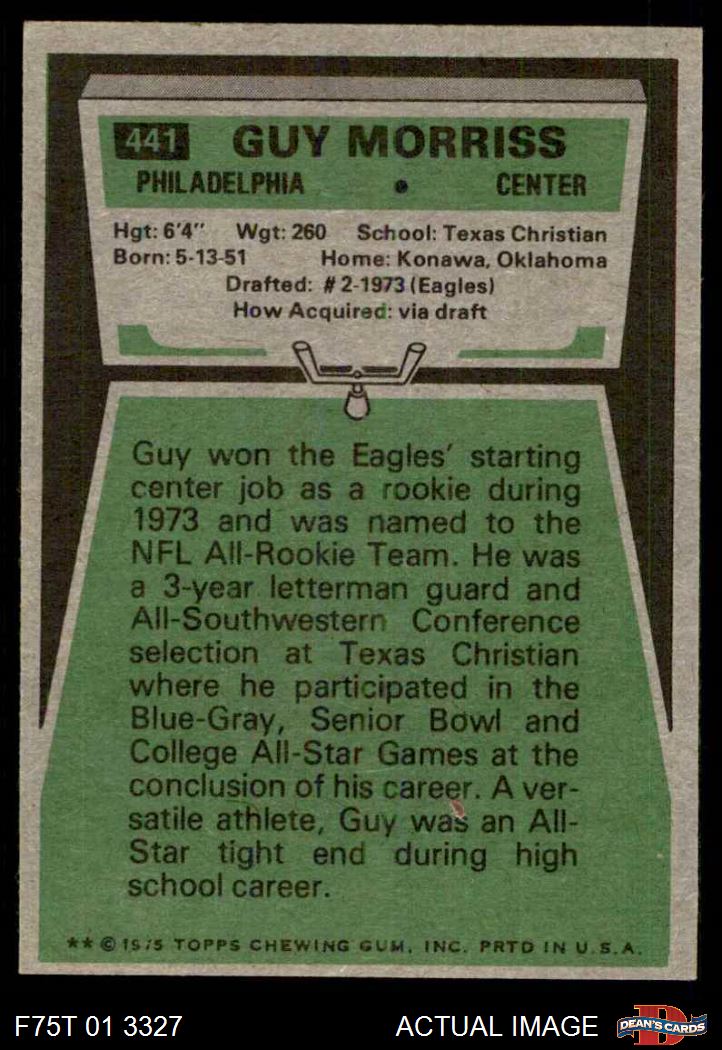 441 GUY MORRISS
PHILADELPHIA • CENTER
Hgt: 6'4" Wgt: 260 School: Texas Christian
Born: 5-13-51 Home: Konawa, Oklahoma
Drafted: #2-1973 (Eagles)
How Acquired: via draft
Guy won the Eagles' starting
center job as a rookie during
1973 and was named to the
NFL All-Rookie Team. He was
a 3-year letterman guard and
All-Southwestern Conference
selection at Texas Christian
where he participated in the
Blue-Gray, Senior Bowl and
College All-Star Games at the
conclusion of his career. A ver-
satile athlete, Guy was an All-
Star tight end during high
school career.
** © 1975 TOPPS CHEWING GUM, INC. PRTD IN U.S.A.
F75T 01 3327 ACTUAL IMAGE D DEAN'S CARDS